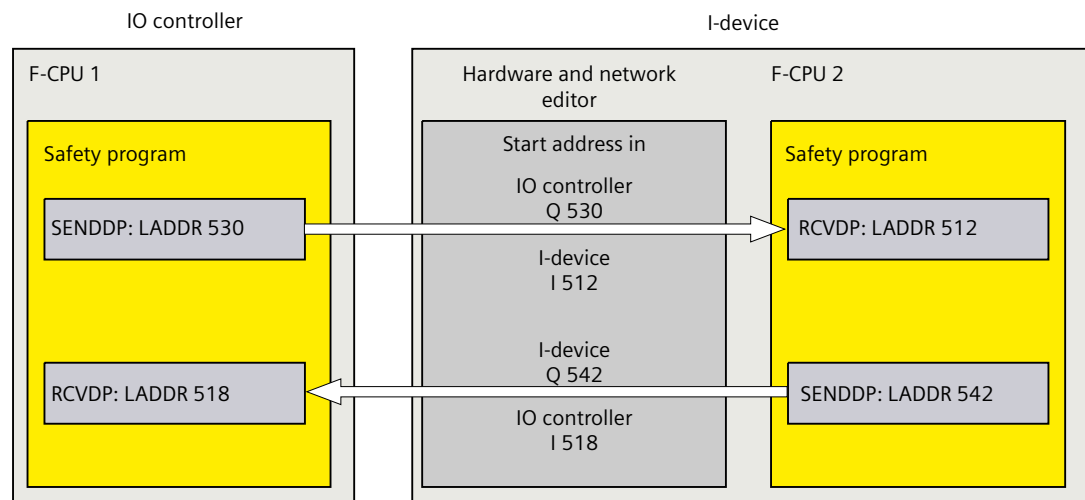 IO controller
I-device
F-CPU 1
Hardware and network
editor
F-CPU 2
Safety program
Start address in
Safety program
IO controller
Q 530
SENDDP: LADDR 530
RCVDP: LADDR 512
I-device
I 512
I-device
Q 542
RCVDP: LADDR 518
SENDDP: LADDR 542
IO controller
I 518